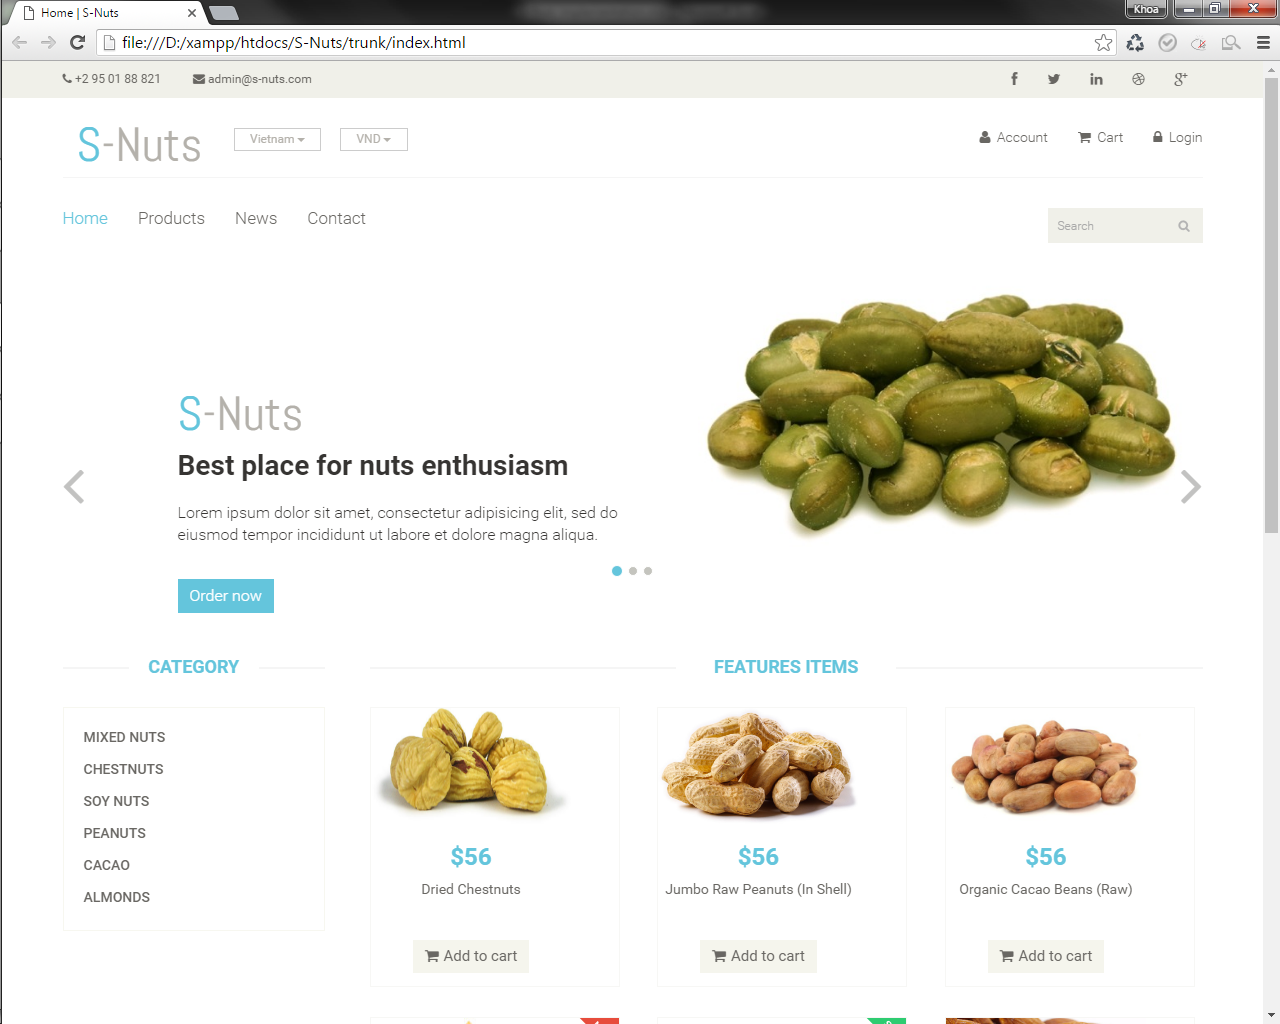 Home | S-Nuts
Khoa
file:///D:/xampp/htdocs/S-Nuts/trunk/index.html
+2 95 01 88 821
admin@s-nuts.com
S-Nuts
Vietnam
VND
Account
Cart
Login
Home
Products
News
Contact
Search
S-Nuts
Best place for nuts enthusiasm
Lorem ipsum dolor sit amet, consectetur adipisicing elit, sed do
eiusmod tempor incididunt ut labore et dolore magna aliqua.
Order now
CATEGORY
MIXED NUTS
CHESTNUTS
SOY NUTS
PEANUTS
CACAO
ALMONDS
FEATURES ITEMS
$56
Dried Chestnuts
Add to cart
$56
Jumbo Raw Peanuts (In Shell)
Add to cart
$56
Organic Cacao Beans (Raw)
Add to cart